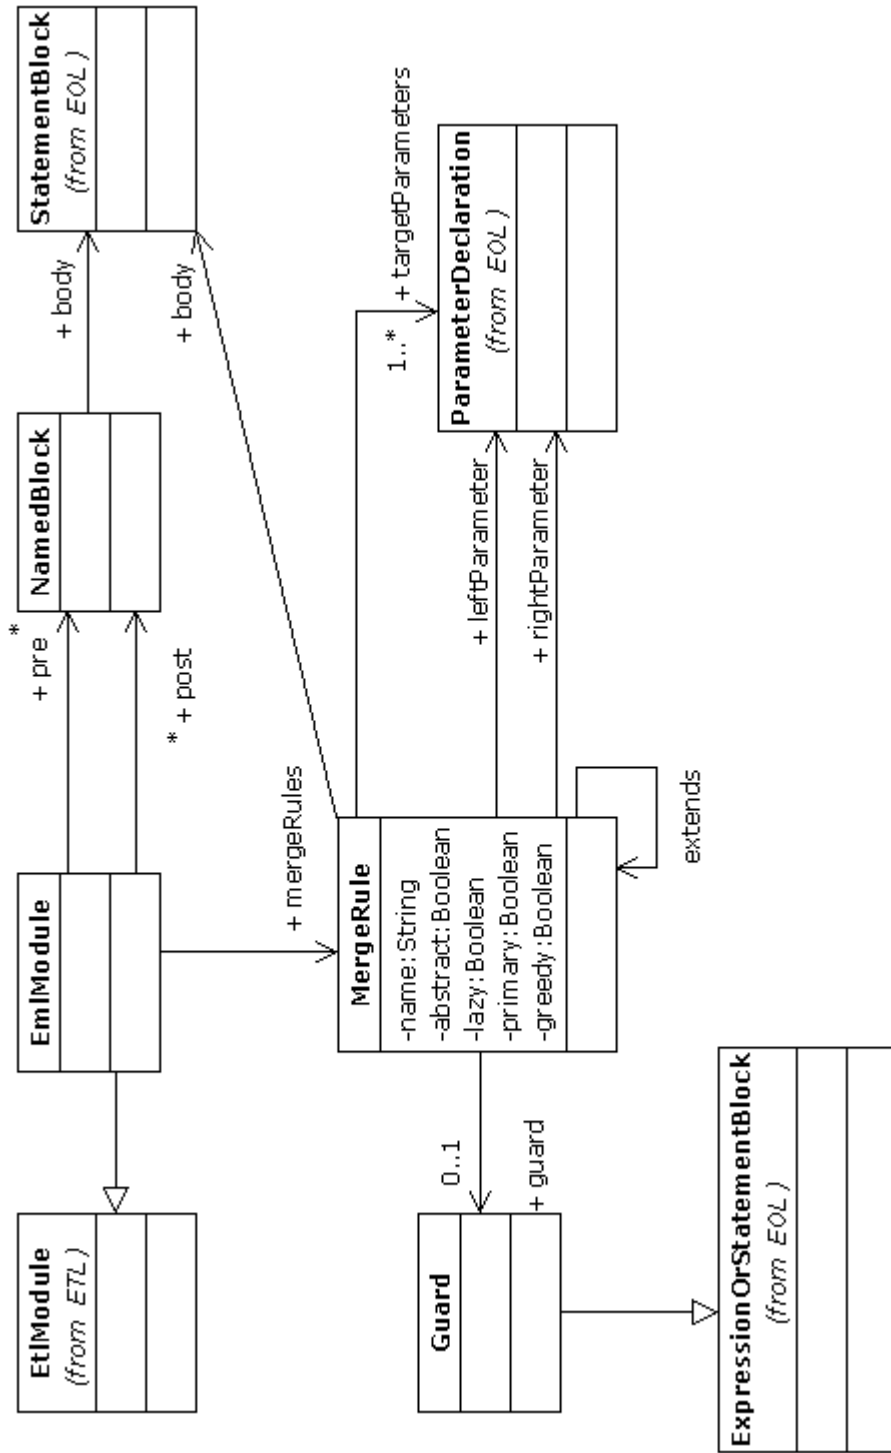 EtlModule
(from ETL)
EmlModule
+ pre
*
* + post
NamedBlock
+ body
StatementBlock
(from EOL)
+ body
+ mergeRules
MergeRule
-name:String
-abstract:Boolean
-lazy:Boolean
-primary:Boolean
-greedy:Boolean
extends
1..*
+ targetParameters
+ leftParameter
+ rightParameter
ParameterDeclaration
(from EOL)
0..1
+ guard
Guard
ExpressionOrStatementBlock
(from EOL)